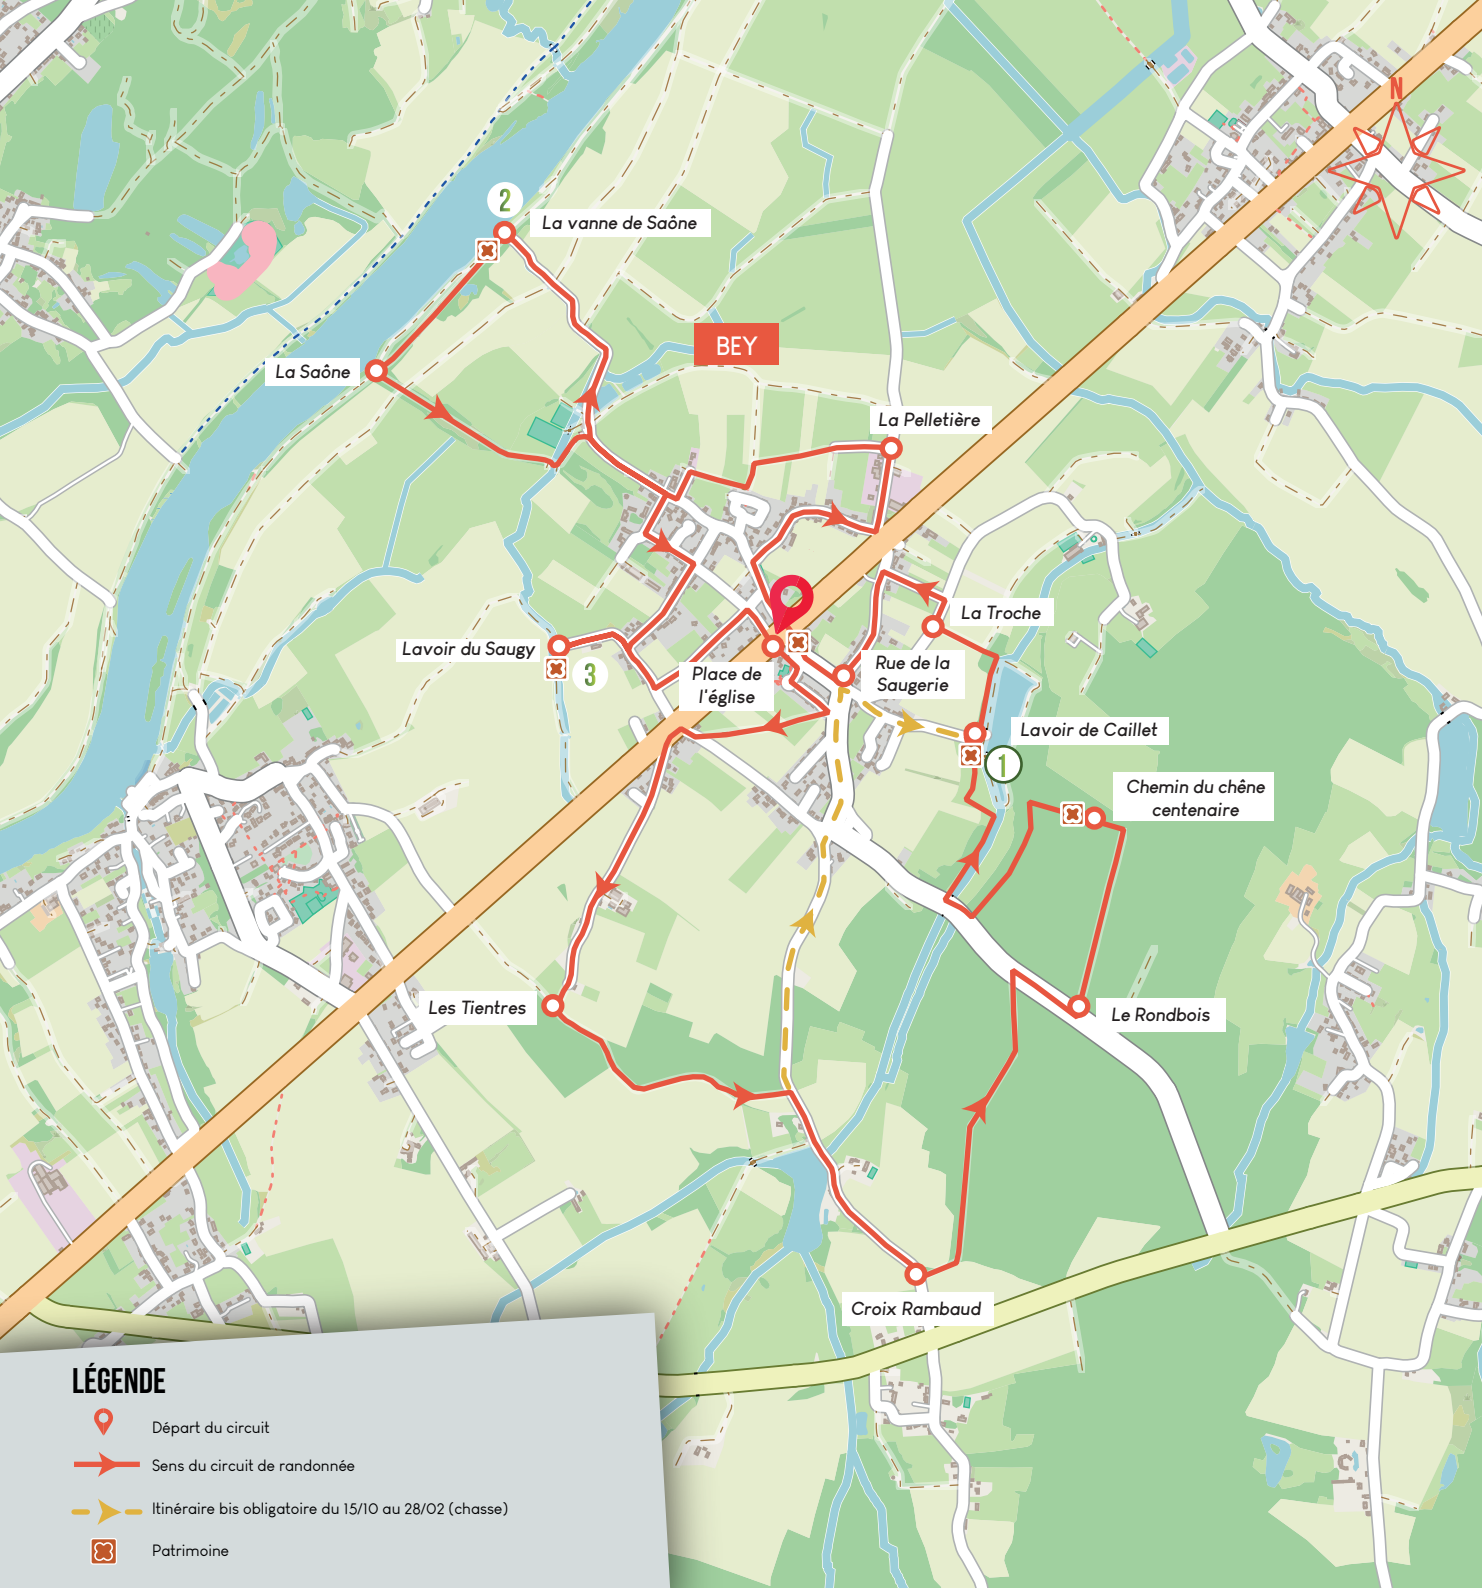 N
2
La vanne de Saône
BEY
La Saône
La Pelletière
La Troche
Lavoir du Saugy
3
Rue de la
Saugerie
Place de
l'église
Lavoir de Caillet
1
Chemin du chêne
centenaire
Les Tientres
Le Rondbois
Croix Rambaud
LÉGENDE
Départ du circuit
Sens du circuit de randonnée
Itinéraire bis obligatoire du 15/10 au 28/02 (chasse)
Patrimoine